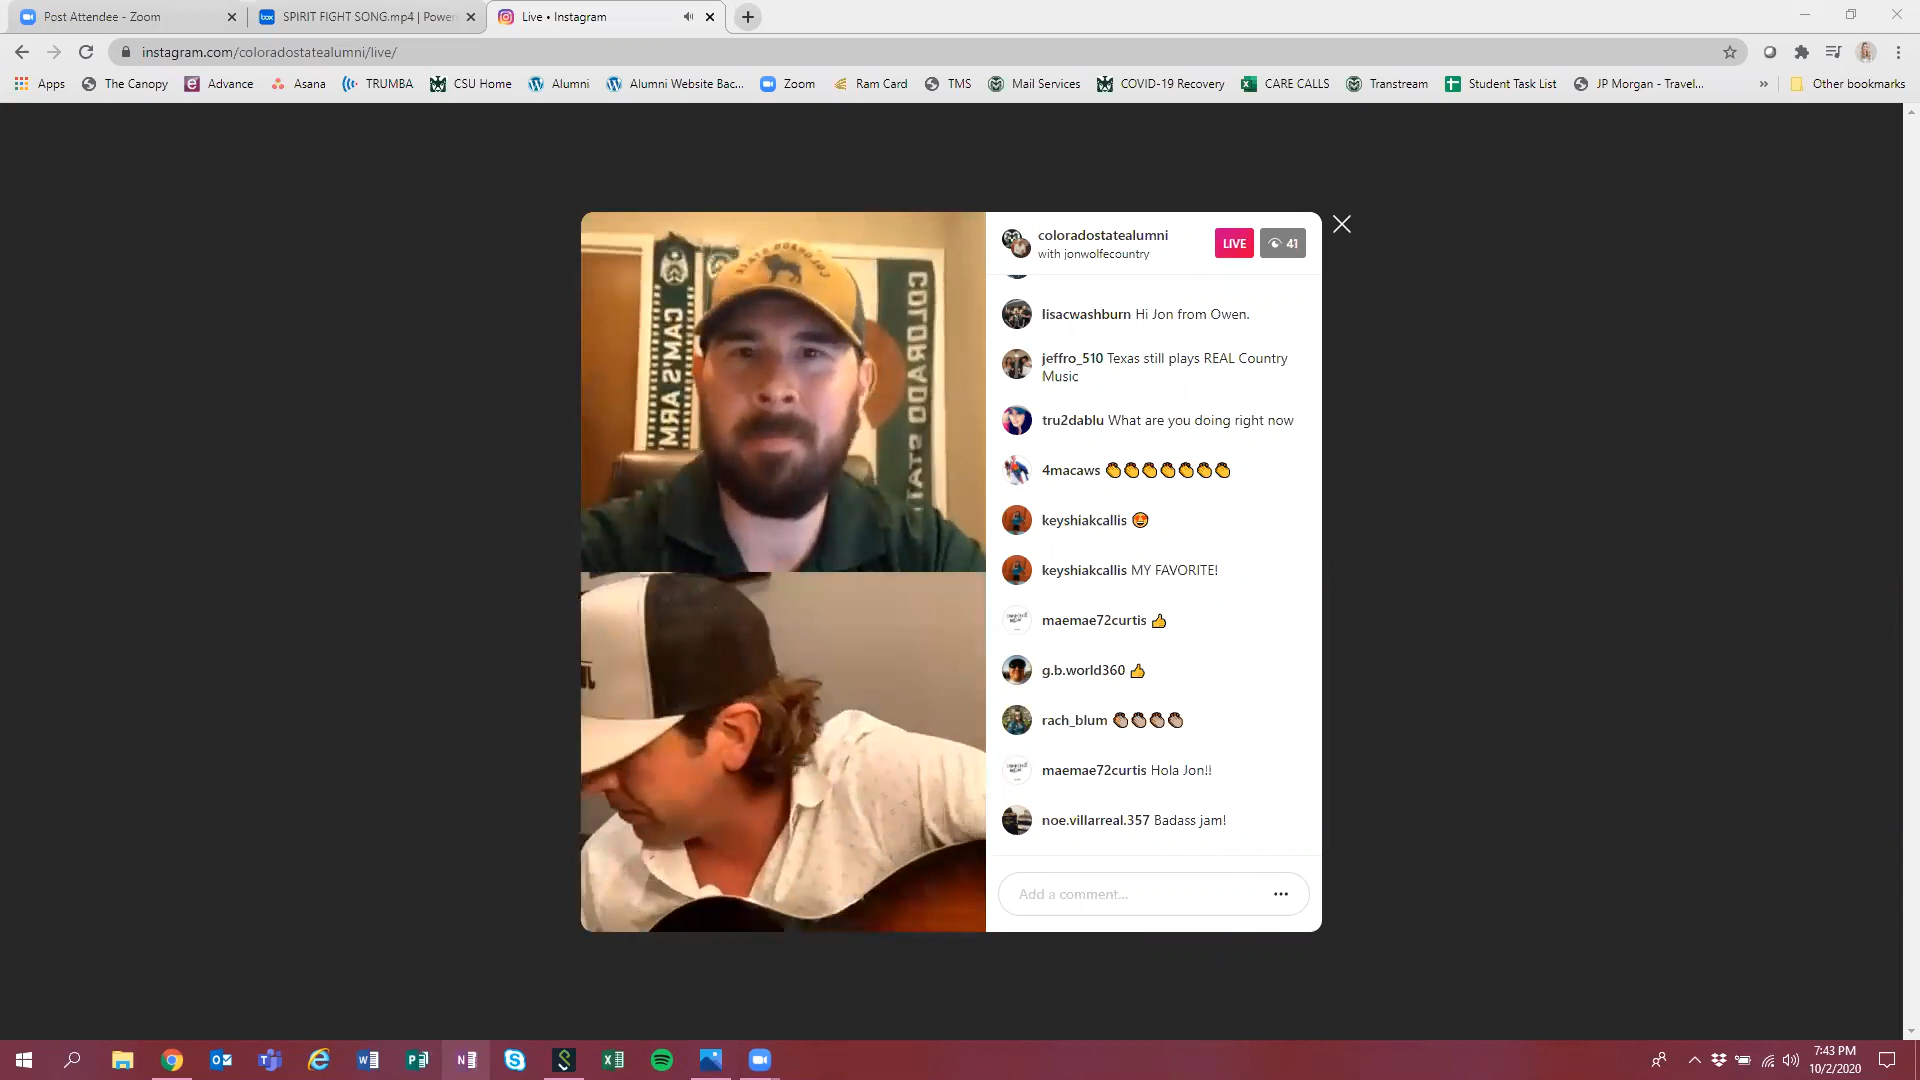 Post Attendee - Zoom
SPIRIT FIGHT SONG.mp4 | Power
Live • Instagram
instagram.com/coloradostatealumni/live/
Apps
The Canopy
Advance
Asana
TRUMBA
CSU Home
Alumni
Alumni Website Bac...
Zoom
Ram Card
TMS
Mail Services
COVID-19 Recovery
CARE CALLS
Transtream
Student Task List
JP Morgan - Travel...
Other bookmarks
COLORADO STATE
CAM'S ARM
COLORADO STAT
coloradostatealumni
with jonwolfecountry
LIVE
41
lisacwashburn Hi Jon from Owen.
jeffro_510 Texas still plays REAL Country
Music
tru2dablu What are you doing right now
4macaws 👏👏👏👏👏👏👏
keyshiakcallis 🤩
keyshiakcallis MY FAVORITE!
maemae72curtis 👍
g.b.world360 👍
rach_blum 👏🏼👏🏼👏🏼👏🏼
maemae72curtis Hola Jon!!
noe.villarreal.357 Badass jam!
Add a comment...
7:43 PM
10/2/2020